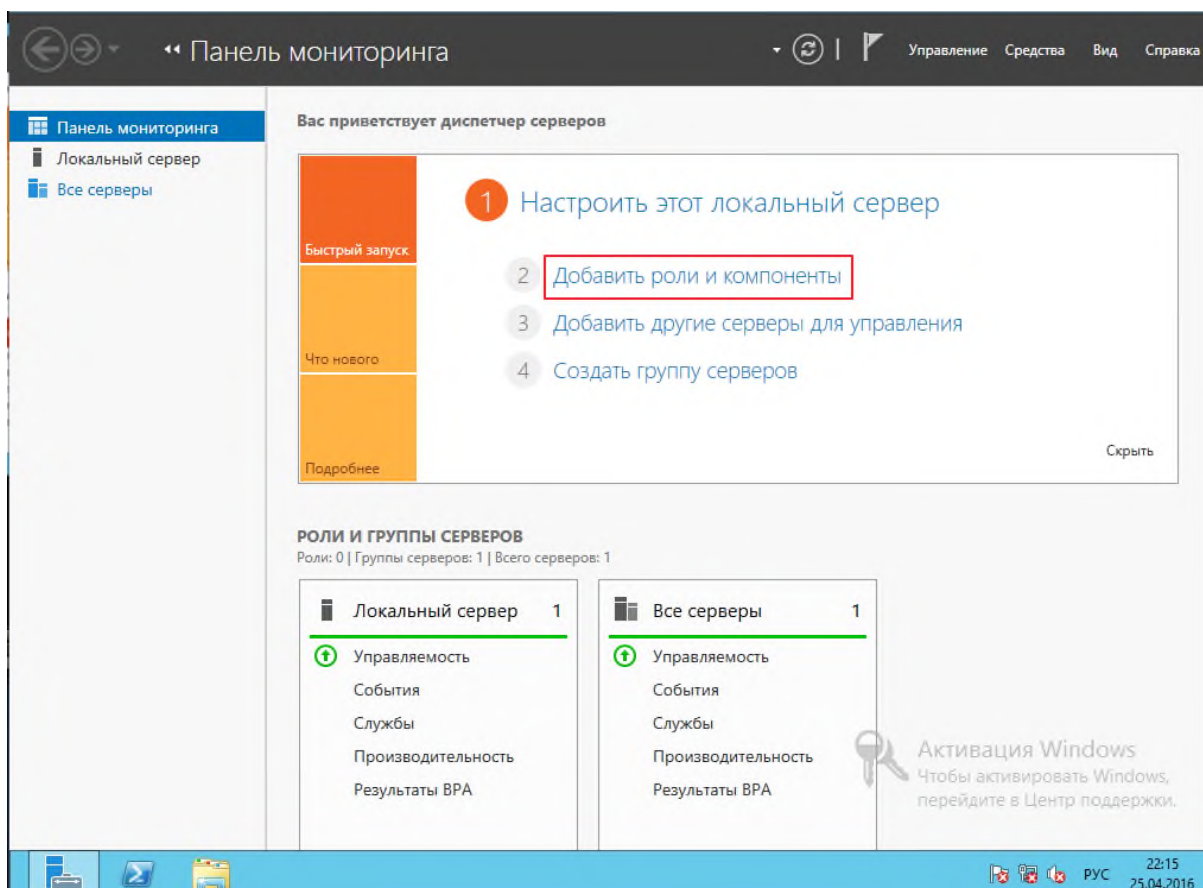 Панель мониторинга
Управление Средства Вид Справка
Панель мониторинга
Локальный сервер
Все серверы
Вас приветствует диспетчер серверов
Быстрый запуск
Что нового
Подробнее
1 Настроить этот локальный сервер
2 Добавить роли и компоненты
3 Добавить другие серверы для управления
4 Создать группу серверов
Скрыть
РОЛИ И ГРУППЫ СЕРВЕРОВ
Роли: 0 | Группы серверов: 1 | Всего серверов: 1
Локальный сервер 1
Управляемость
События
Службы
Производительность
Результаты BPA
Все серверы 1
Управляемость
События
Службы
Производительность
Результаты BPA
Активация Windows
Чтобы активировать Windows,
перейдите в Центр поддержки.
РУС
22:15
25.04.2016